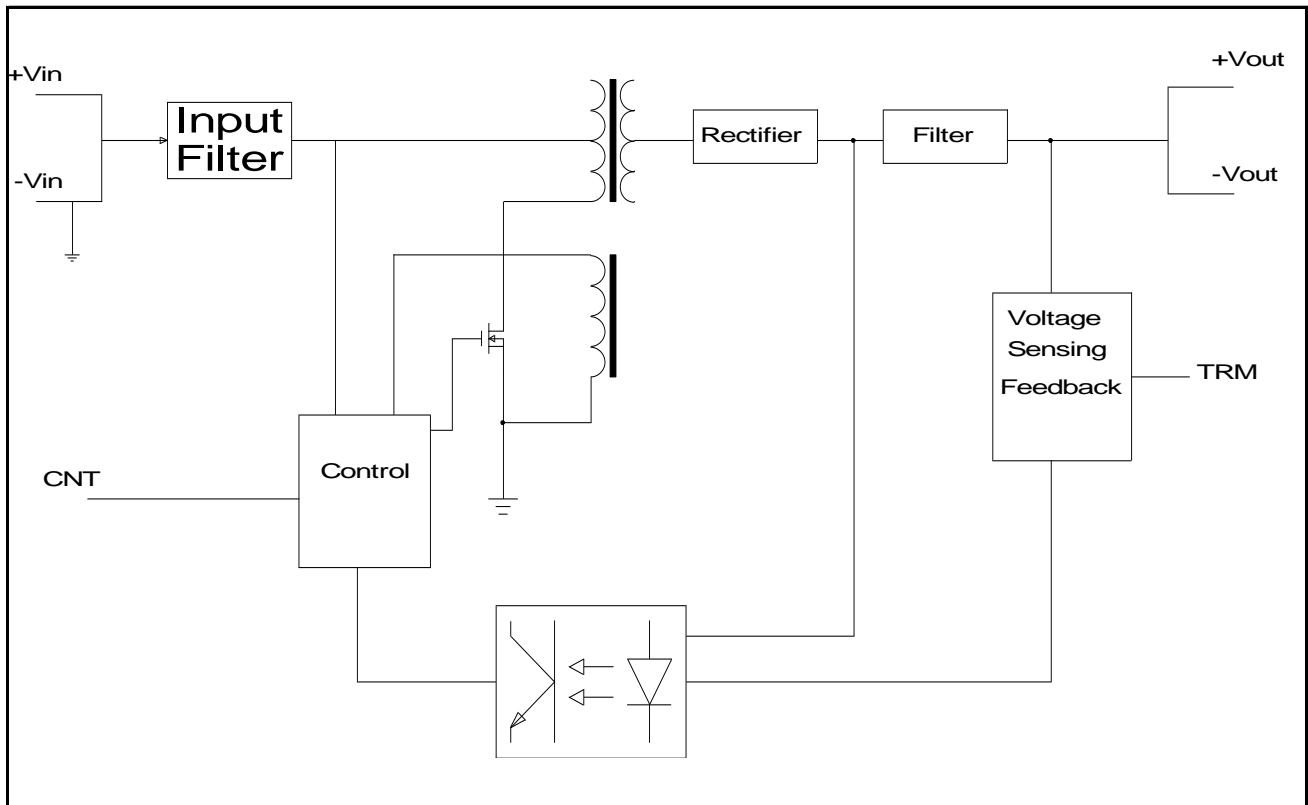 +Vin
-Vin
Input
Filter
Rectifier
Filter
+Vout
-Vout
Voltage
Sensing
Feedback
TRM
Control
CNT